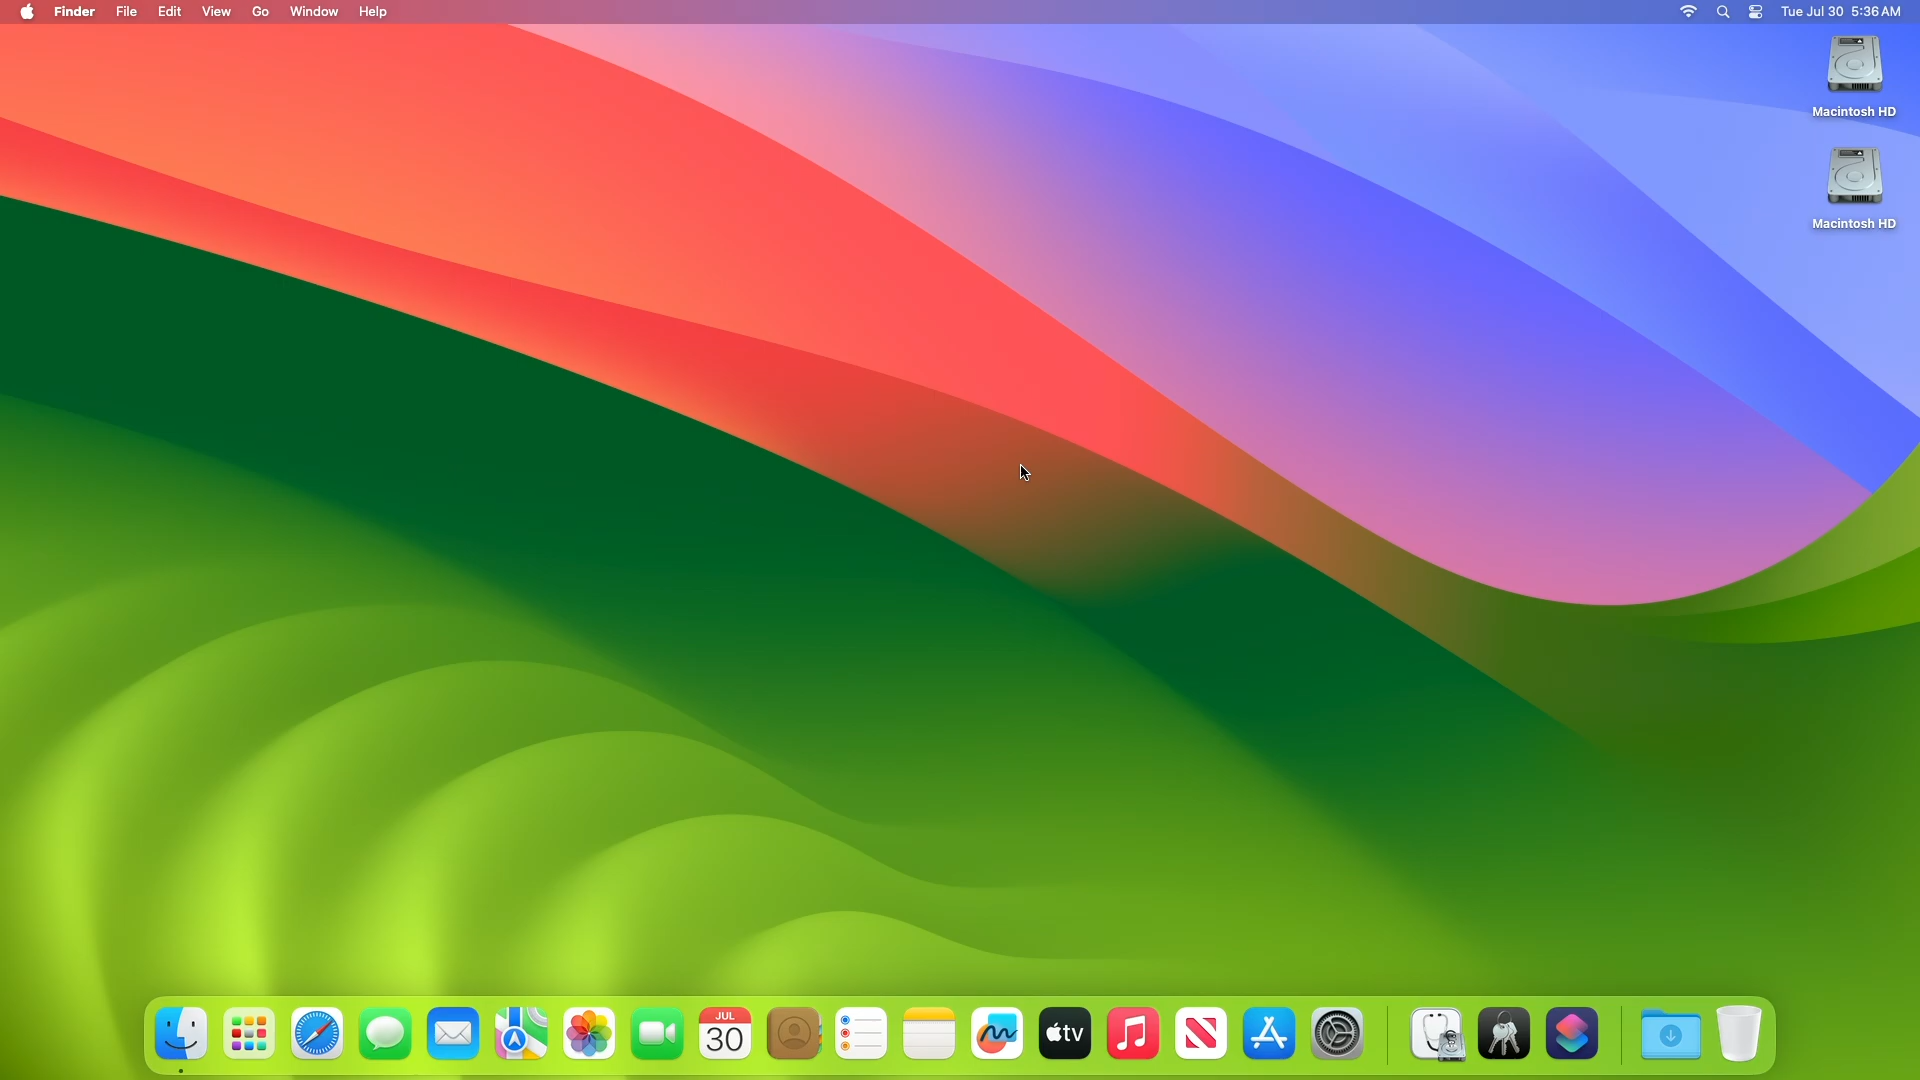 Finder File Edit View Go Window Help Tue Jul 30 5:36 AM
Macintosh HD
Macintosh HD
JUL
30
tv